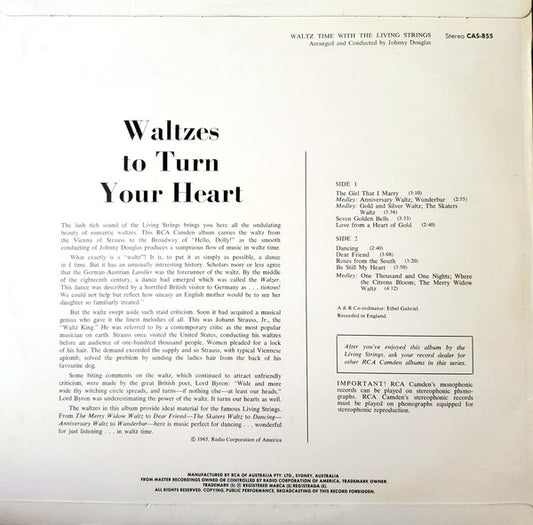 WALTZ TIME WITH THE LIVING STRINGS
Arranged and Conducted by Johnny Douglas
Stereo CAS-855
Waltzes
to Turn
Your Heart
The lush rich sound of the Living Strings brings you here all the undulating
beauty of romantic waltzes. This RCA Camden album carries the waltz from
the Vienna of Strauss to the Broadway of "Hello, Dolly!" as the smooth
conducting of Johnny Douglas produces a sumptuous flow of music in waltz time.
What exactly is a "waltz"? It is, to put it as simply as possible, a dance
in ¾ time. But it has an unusually interesting history. Scholars more or less agree
that the German-Austrian Landler was the forerunner of the waltz. By the middle
of the eighteenth century, a dance had emerged which was called the Walzer.
This dance was described by a horrified British visitor to Germany as . . . riotous!
We could not help but reflect how uneasy an English mother would be to see her
daughter so familiarly treated."
But the waltz swept aside such staid criticism. Soon it had acquired a musical
genius who gave it the finest melodies of all. This was Johann Strauss, Jr., the
"Waltz King." He was referred to by a contemporary critic as the most popular
musician on earth. Strauss once visited the United States, conducting his waltzes
before an audience of one-hundred thousand people. Women pleaded for a lock
of his hair. The demand exceeded the supply and so Strauss, with typical Viennese
aplomb, solved the problem by sending the ladies hair from the back of his
favourite dog.
Some biting comments on the waltz, which continued to attract unfriendly
criticism, were made by the great British poet, Lord Byron: "Wide and more
wide thy witching circle spreads, and turns—if nothing else—at least our heads."
Lord Byron was underestimating the power of the waltz. It turns our hearts as well.
The waltzes in this album provide ideal material for the famous Living Strings.
From The Merry Widow Waltz to Dear Friend—The Skaters Waltz to Dancing—
Anniversary Waltz to Wunderbar—here is music perfect for dancing . . . wonderful
for just listening . . . in waltz time.
© 1965, Radio Corporation of America
SIDE 1
The Girl That I Marry (3:10)
Medley: Anniversary Waltz; Wunderbar (2:55)
Medley: Gold and Silver Waltz; The Skaters
Waltz (3:36)
Seven Golden Bells (3:53)
Love from a Heart of Gold (2:40)
SIDE 2
Dancing (2:40)
Dear Friend (3:08)
Roses from the South (3:20)
Be Still My Heart (3:50)
Medley: One Thousand and One Nights; Where
the Citrons Bloom; The Merry Widow
Waltz (4:12)
A & R Co-ordinator: Ethel Gabriel.
Recorded in England.
After you've enjoyed this album by the
Living Strings, ask your record dealer for
other RCA Camden albums in this series.
IMPORTANT! RCA Camden's monophonic
records can be played on stereophonic phono-
graphs. RCA Camden's stereophonic records
must be played on phonographs equipped for
stereophonic reproduction.
MANUFACTURED BY RCA OF AUSTRALIA PTY. LTD., SYDNEY, AUSTRALIA
FROM MASTER RECORDINGS OWNED OR CONTROLLED BY RADIO CORPORATION OF AMERICA, TRADEMARK OWNER.
TRADEMARK (S) ® REGISTERED MARCA (S) REGISTRADA (S).
ALL RIGHTS RESERVED. COPYING, PUBLIC PERFORMANCE, BROADCASTING OF THIS RECORD FORBIDDEN.